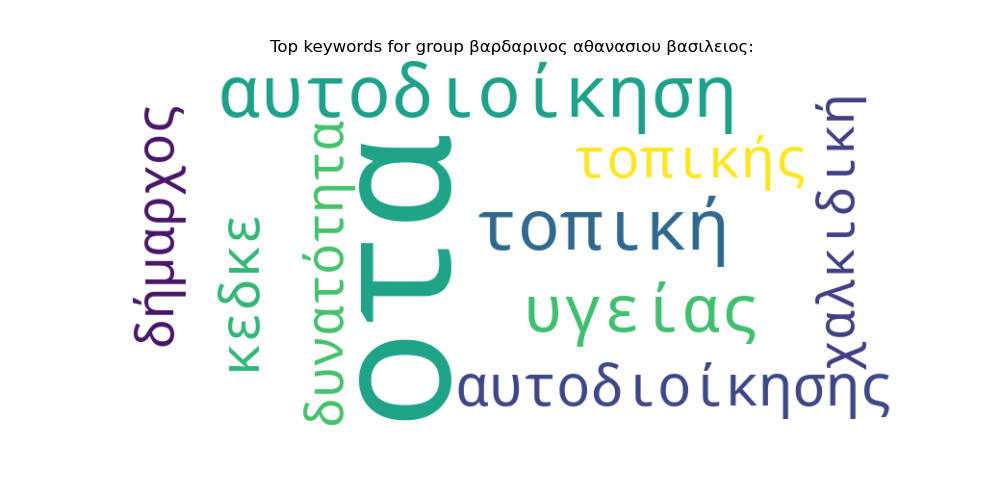 Top keywords for group βαρδαρινος αθανασιου βασιλειος:
αυτοδιοίκηση
δήμαρχος
κεδκε
δυνατότητα
οτα
τοπικής
τοπική
υγείας
αυτοδιοίκησης
χαλκιδική